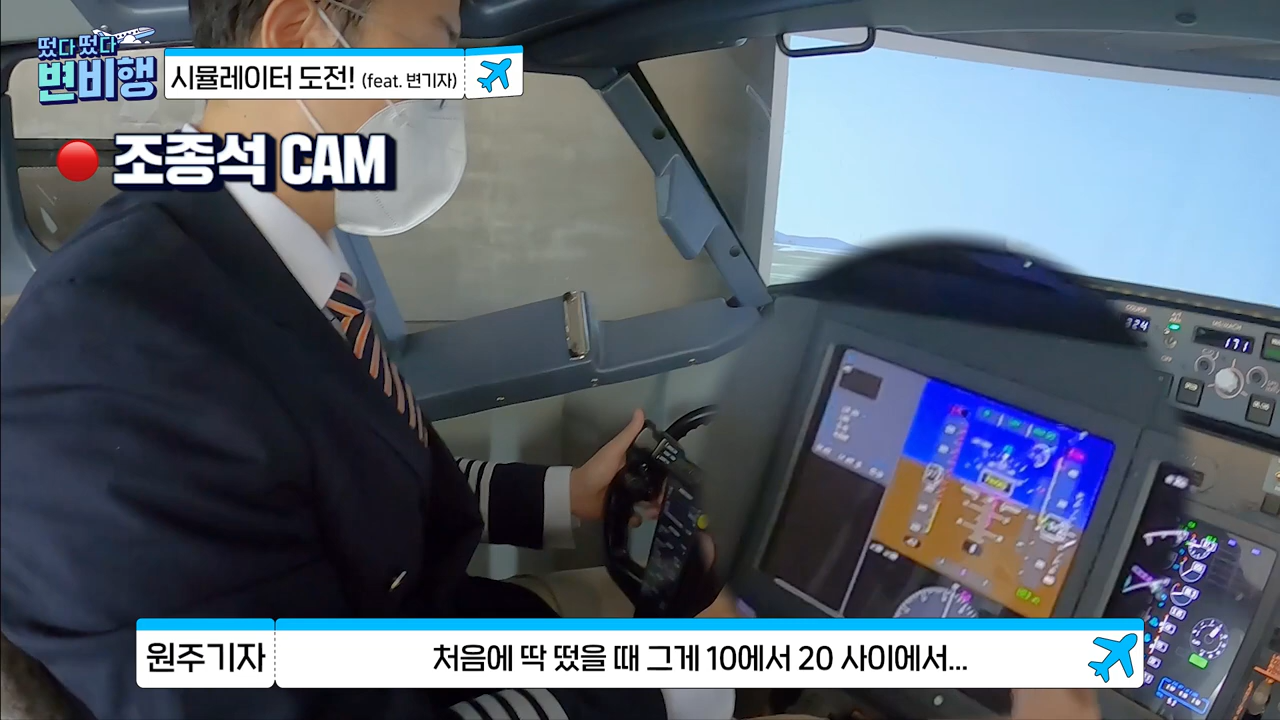 떴다떴다
변비행
시뮬레이터 도전! (feat. 변기자)
조종석 CAM
171
원주기자
처음에 딱 떴을 때 그게 10에서 20 사이에서...